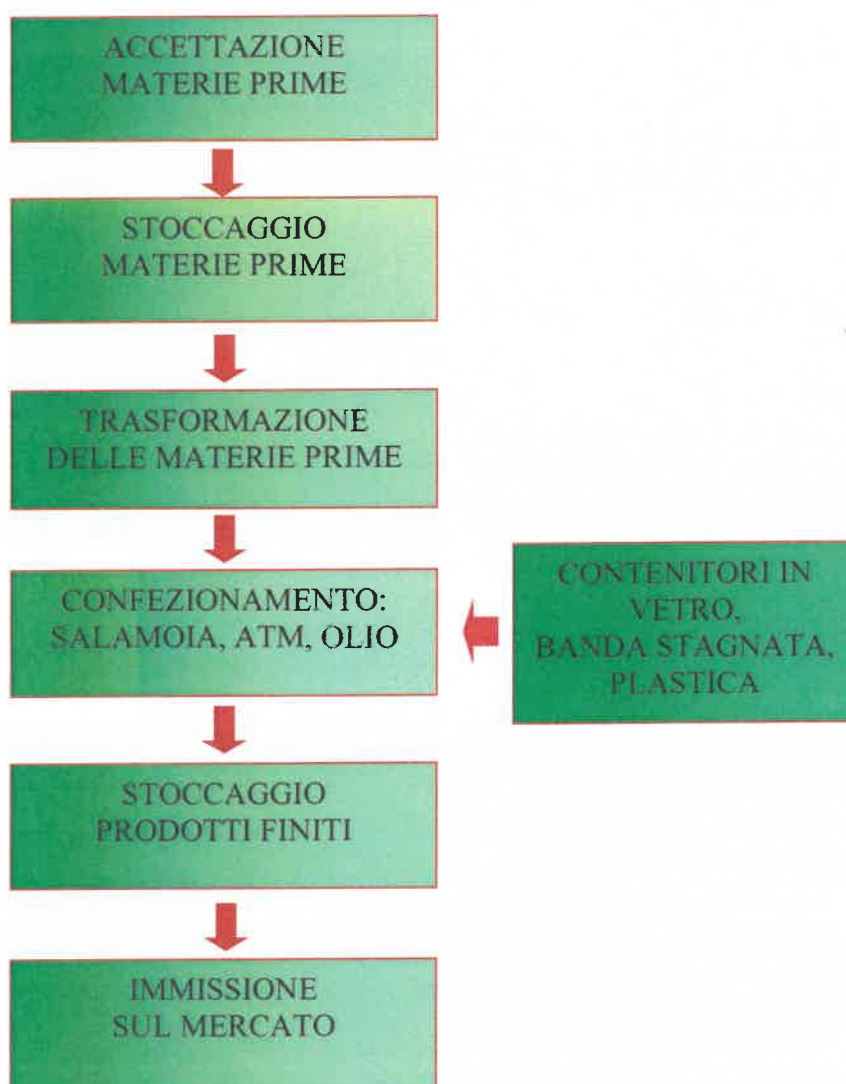 ACCETTAZIONE
MATERIE PRIME
STOCCAGGIO
MATERIE PRIME
TRASFORMAZIONE
DELLE MATERIE PRIME
CONFEZIONAMENTO:
SALAMOIA, ATM, OLIO
CONTENITORI IN
VETRO,
BANDA STAGNATA,
PLASTICA
STOCCAGGIO
PRODOTTI FINITI
IMMISSIONE
SUL MERCATO